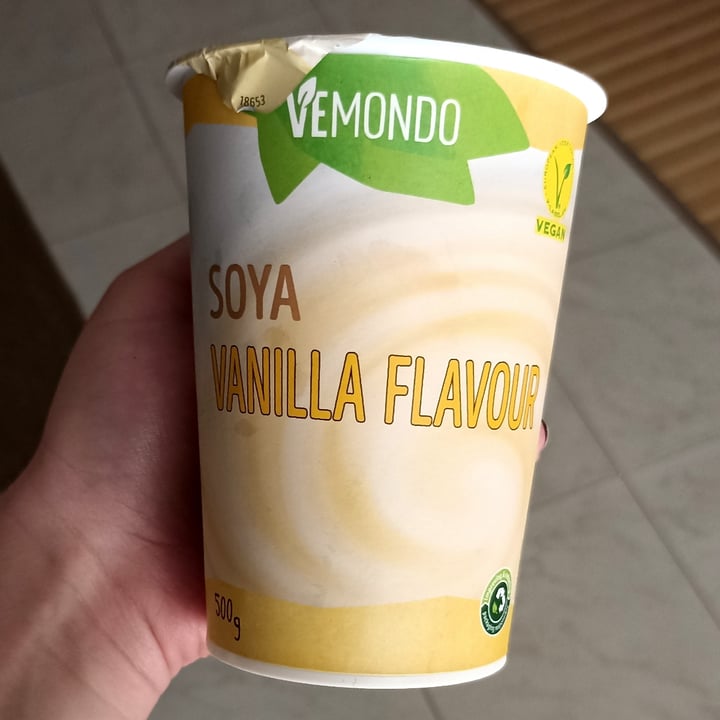 18653
VEMONDO
VEGAN
SOYA
VANILLA FLAVOUR
500g